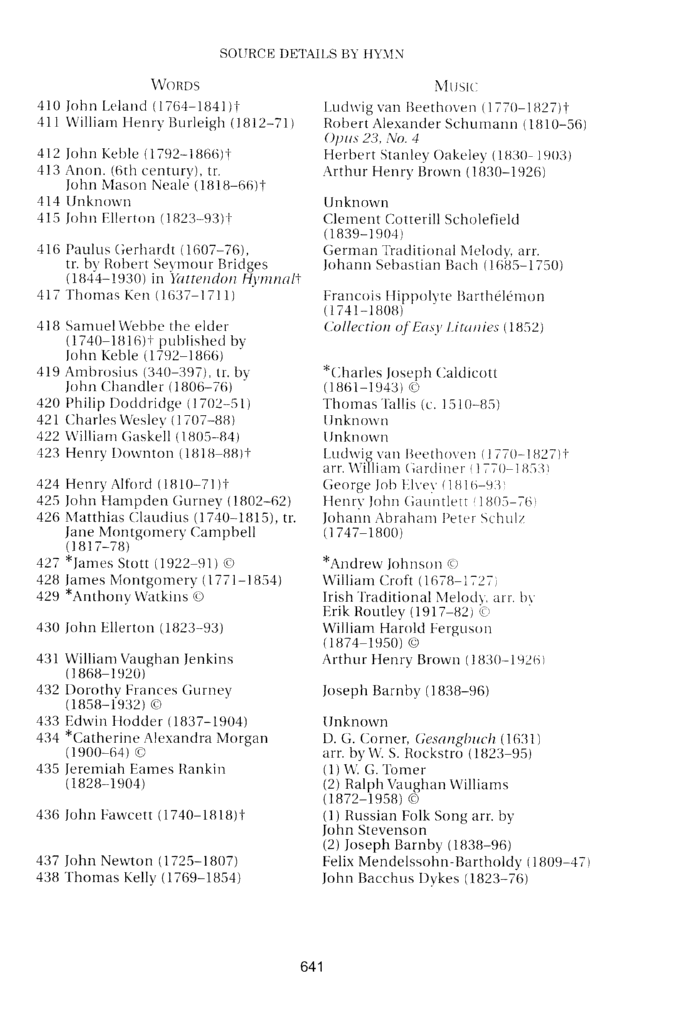 SOURCE DETAILS BY HYMN
WORDS
410 John Leland (1764–1841)†
411 William Henry Burleigh (1812–71)
412 John Keble (1792–1866)†
413 Anon. (6th century), tr.
John Mason Neale (1818–66)†
414 Unknown
415 John Ellerton (1823–93)†
416 Paulus Gerhardt (1607–76),
tr. by Robert Seymour Bridges
(1844–1930) in Yattendon Hymnal†
417 Thomas Ken (1637–1711)
418 Samuel Webbe the elder
(1740–1816)† published by
John Keble (1792–1866)
419 Ambrosius (340–397), tr. by
John Chandler (1806–76)
420 Philip Doddridge (1702–51)
421 Charles Wesley (1707–88)
422 William Gaskell (1805–84)
423 Henry Downton (1818–88)†
424 Henry Alford (1810–71)†
425 John Hampden Gurney (1802–62)
426 Matthias Claudius (1740–1815), tr.
Jane Montgomery Campbell
(1817–78)
427 *James Stott (1922–91) ©
428 James Montgomery (1771–1854)
429 *Anthony Watkins ©
430 John Ellerton (1823–93)
431 William Vaughan Jenkins
(1868–1920)
432 Dorothy Frances Gurney
(1858–1932) ©
433 Edwin Hodder (1837–1904)
434 *Catherine Alexandra Morgan
(1900–64) ©
435 Jeremiah Eames Rankin
(1828–1904)
436 John Fawcett (1740–1818)†
437 John Newton (1725–1807)
438 Thomas Kelly (1769–1854)
MUSIC
Ludwig van Beethoven (1770–1827)†
Robert Alexander Schumann (1810–56)
Opus 23, No. 4
Herbert Stanley Oakeley (1830–1903)
Arthur Henry Brown (1830–1926)
Unknown
Clement Cotterill Scholefield
(1839–1904)
German Traditional Melody, arr.
Johann Sebastian Bach (1685–1750)
Francois Hippolyte Barthélémon
(1741–1808)
Collection of Easy Litanies (1852)
*Charles Joseph Caldicott
(1861–1943) ©
Thomas Tallis (c. 1510–85)
Unknown
Unknown
Ludwig van Beethoven (1770–1827)†
arr. William Gardiner (1770–1853)
George Job Elvey (1816–93)
Henry John Gauntlett (1805–76)
Johann Abraham Peter Schulz
(1747–1800)
*Andrew Johnson ©
William Croft (1678–1727)
Irish Traditional Melody, arr. by
Erik Routley (1917–82) ©
William Harold Ferguson
(1874–1950) ©
Arthur Henry Brown (1830–1926)
Joseph Barnby (1838–96)
Unknown
D. G. Corner, Gesangbuch (1631)
arr. by W. S. Rockstro (1823–95)
(1) W. G. Tomer
(2) Ralph Vaughan Williams
(1872–1958) ©
(1) Russian Folk Song arr. by
John Stevenson
(2) Joseph Barnby (1838–96)
Felix Mendelssohn-Bartholdy (1809–47)
John Bacchus Dykes (1823–76)
641